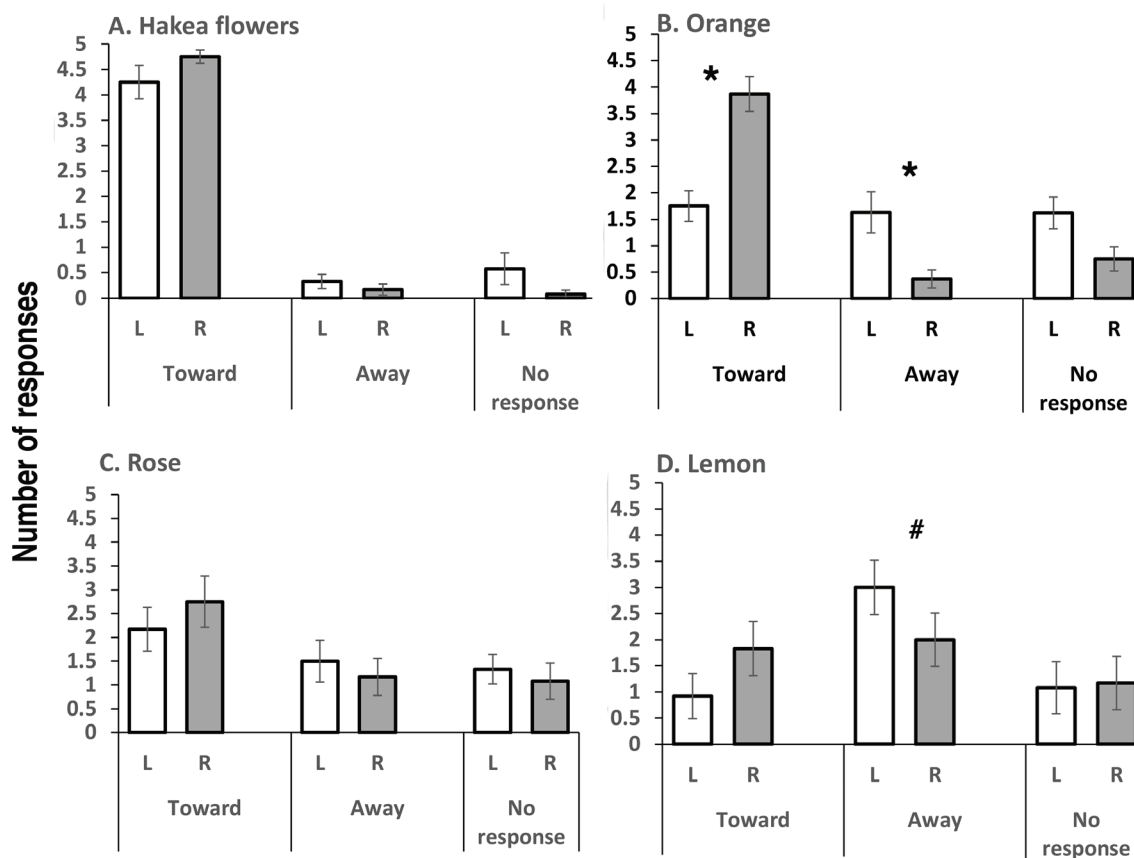 Number of responses
A. Hakea flowers
5
4.5
4
3.5
3
2.5
2
1.5
1
0.5
0
L R L R L R
Toward Away No
response
B. Orange
5
4.5
4
3.5
3
2.5
2
1.5
1
0.5
0
*
*
L R L R L R
Toward Away No
response
C. Rose
5
4.5
4
3.5
3
2.5
2
1.5
1
0.5
0
L R L R L R
Toward Away No
response
D. Lemon
5
4.5
4
3.5
3
2.5
2
1.5
1
0.5
0
#
L R L R L R
Toward Away No
response